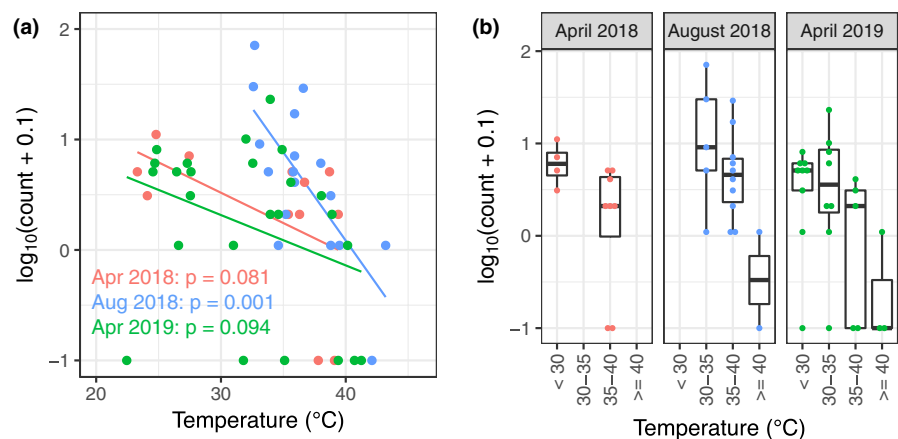 (a)
log10(count + 0.1)
2
1
0
−1
Apr 2018: p = 0.081
Aug 2018: p = 0.001
Apr 2019: p = 0.094
20
30
40
Temperature (°C)
(b)
April 2018
August 2018
April 2019
log10(count + 0.1)
2
1
0
−1
< 30
30−35
35−40
>= 40
< 30
30−35
35−40
>= 40
< 30
30−35
35−40
>= 40
Temperature (°C)